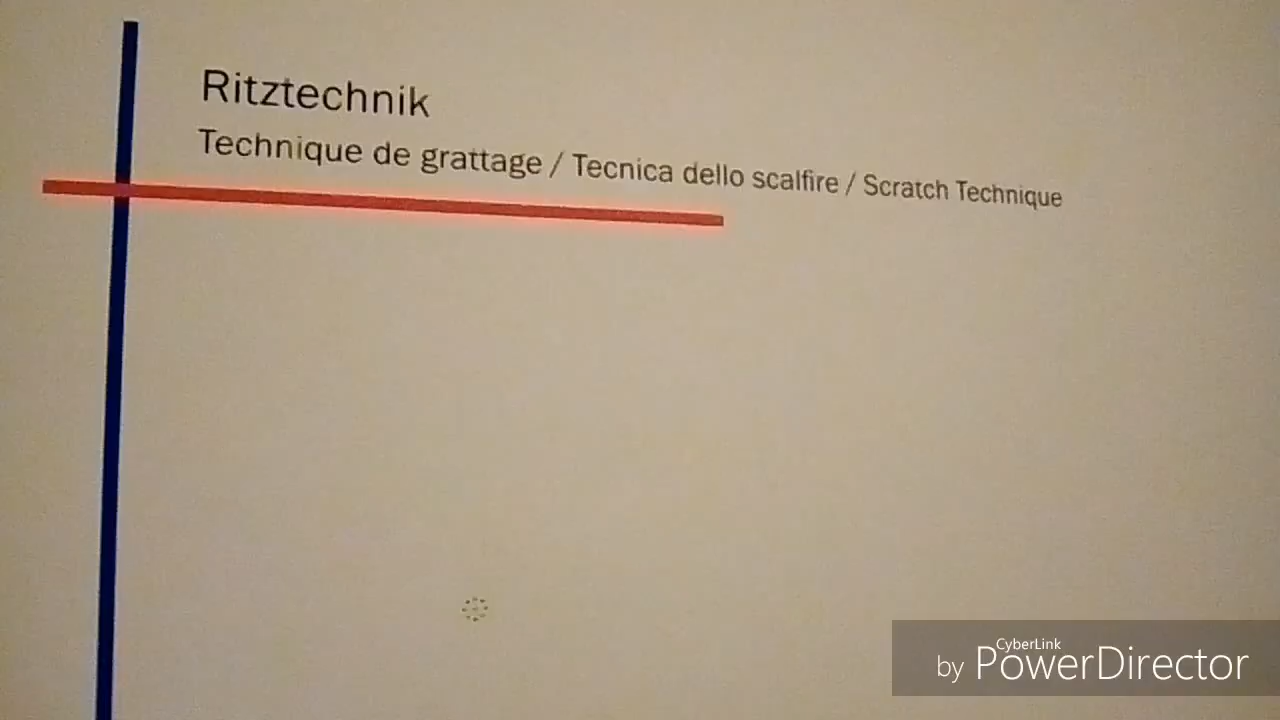 Ritztechnik
Technique de grattage / Tecnica dello scalfire / Scratch Technique
CyberLink
by PowerDirector